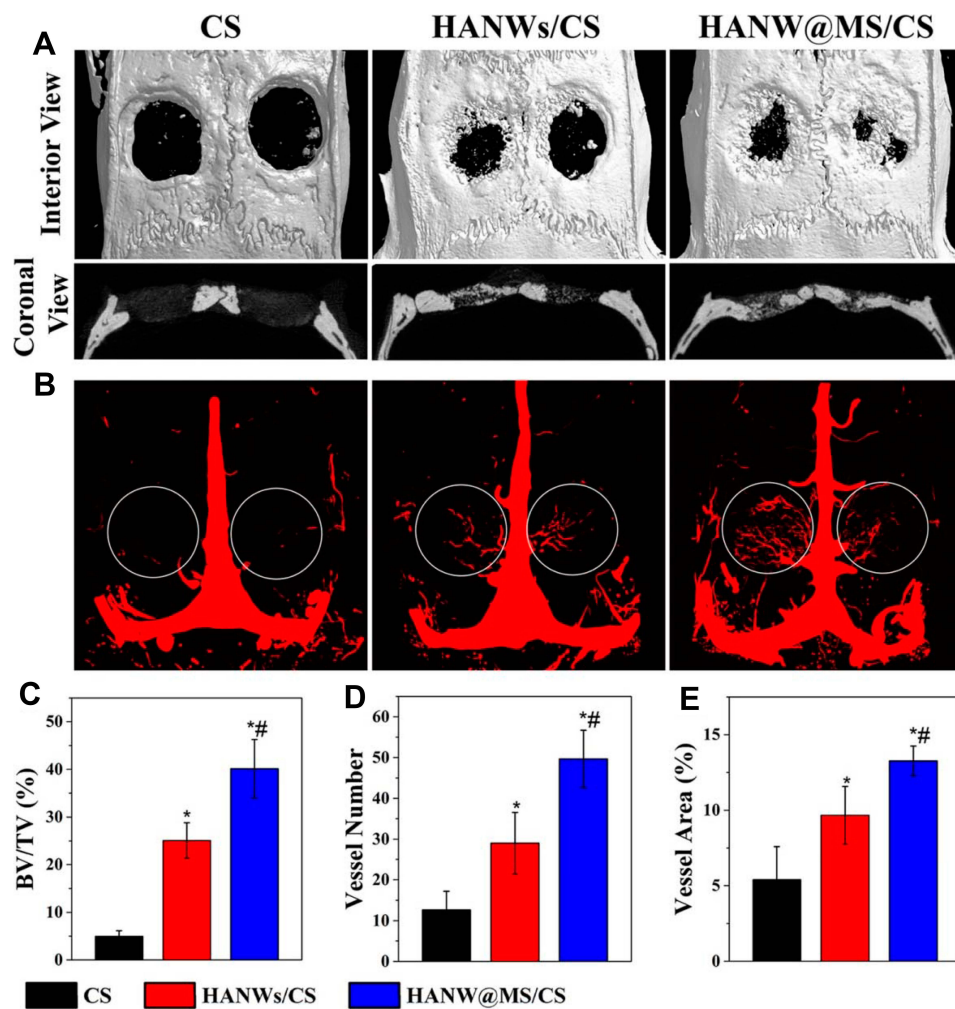 CS HANWs/CS HANW@MS/CS
A
Interior View
Coronal
View
B
C
BV/TV (%)
50
40
30
20
10
0
*
*#
D
Vessel Number
60
50
40
30
20
10
0
*
*#
E
Vessel Area (%)
15
10
5
0
*
*#
CS HANWs/CS HANW@MS/CS